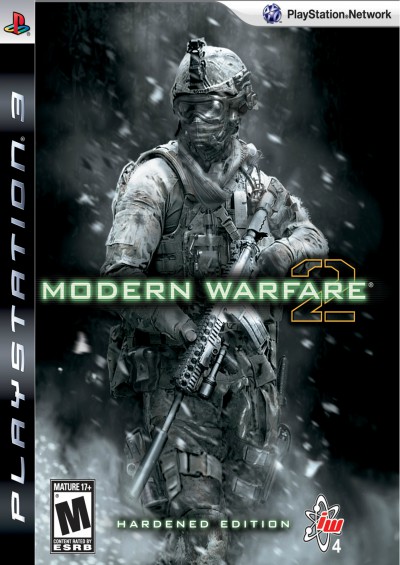 PlayStation®Network
PLAYSTATION® 3
MODERN WARFARE®
2
MATURE 17+
M
CONTENT RATED BY
ESRB
HARDENED EDITION
iw
4